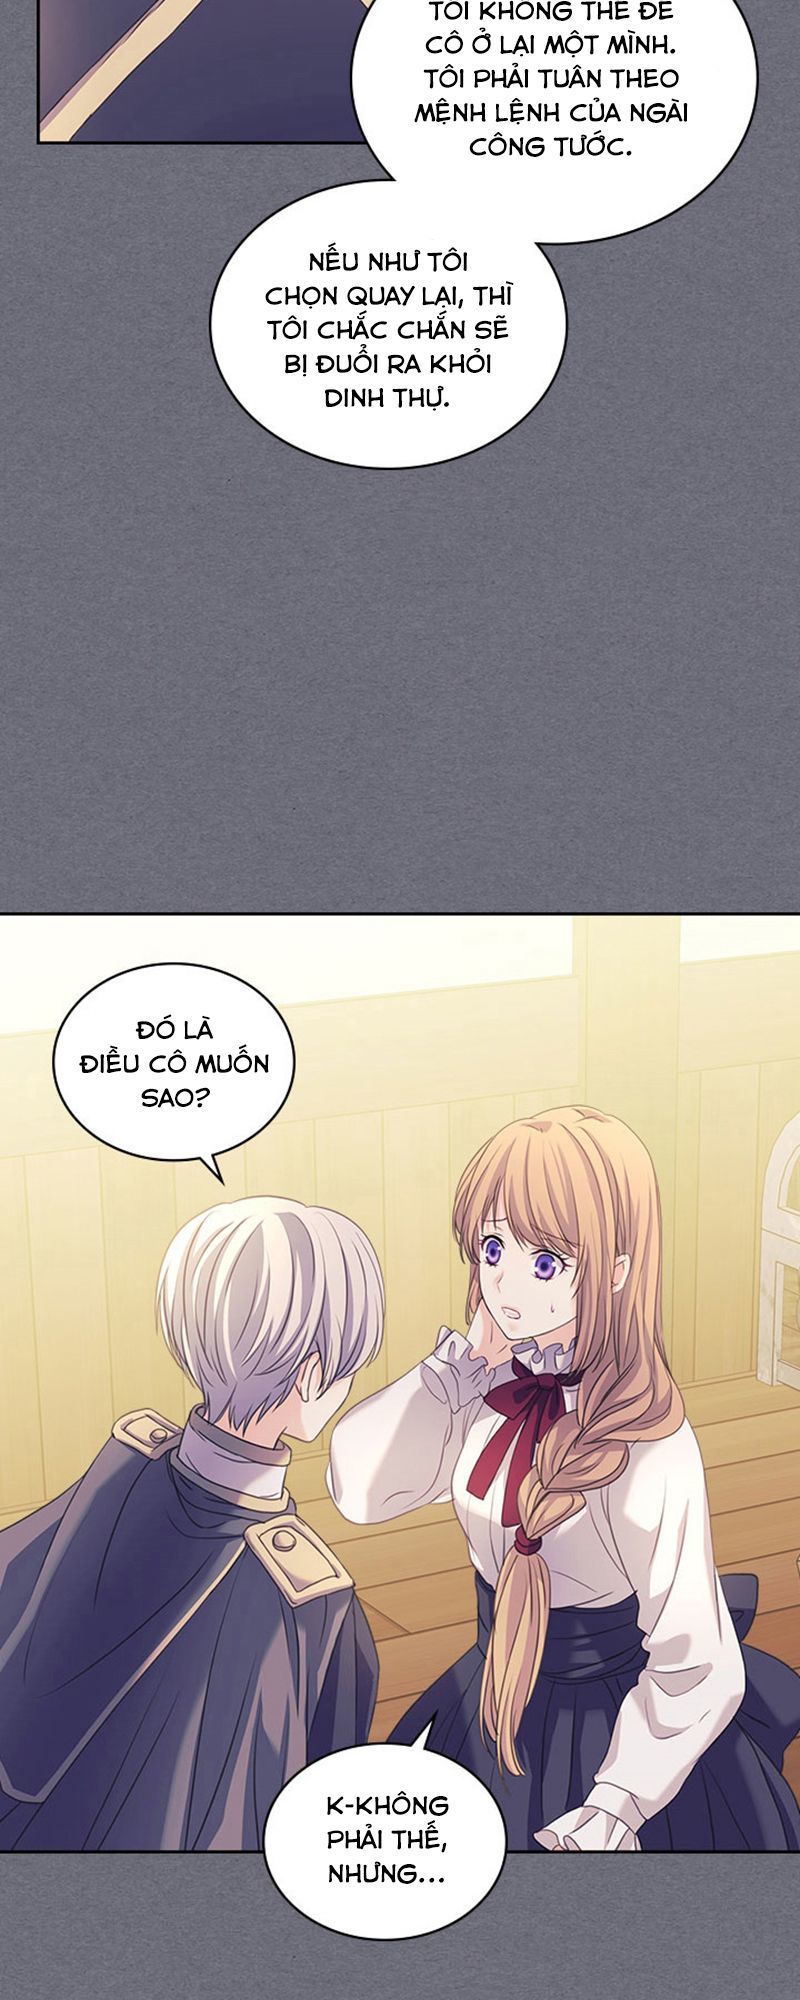 TÔI KHÔNG THỂ ĐỂ
CÔ Ở LẠI MỘT MÌNH.
TÔI PHẢI TUÂN THEO
MỆNH LỆNH CỦA NGÀI
CÔNG TƯỚC.
NẾU NHƯ TÔI
CHỌN QUAY LẠI, THÌ
TÔI CHẮC CHẮN SẼ
BỊ ĐUỔI RA KHỎI
DINH THỰ.
ĐÓ LÀ
ĐIỀU CÔ MUỐN
SAO?
K-KHÔNG
PHẢI THẾ,
NHƯNG...